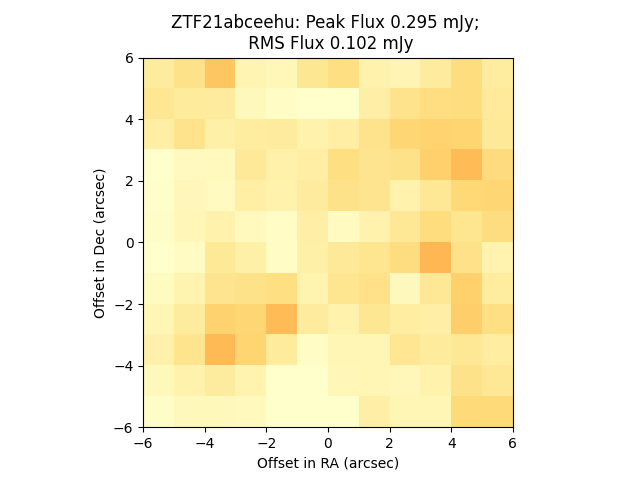 ZTF21abceehu: Peak Flux 0.295 mJy;
RMS Flux 0.102 mJy
6
4
2
0
−2
−4
−6
Offset in Dec (arcsec)
−6 −4 −2 0 2 4 6
Offset in RA (arcsec)